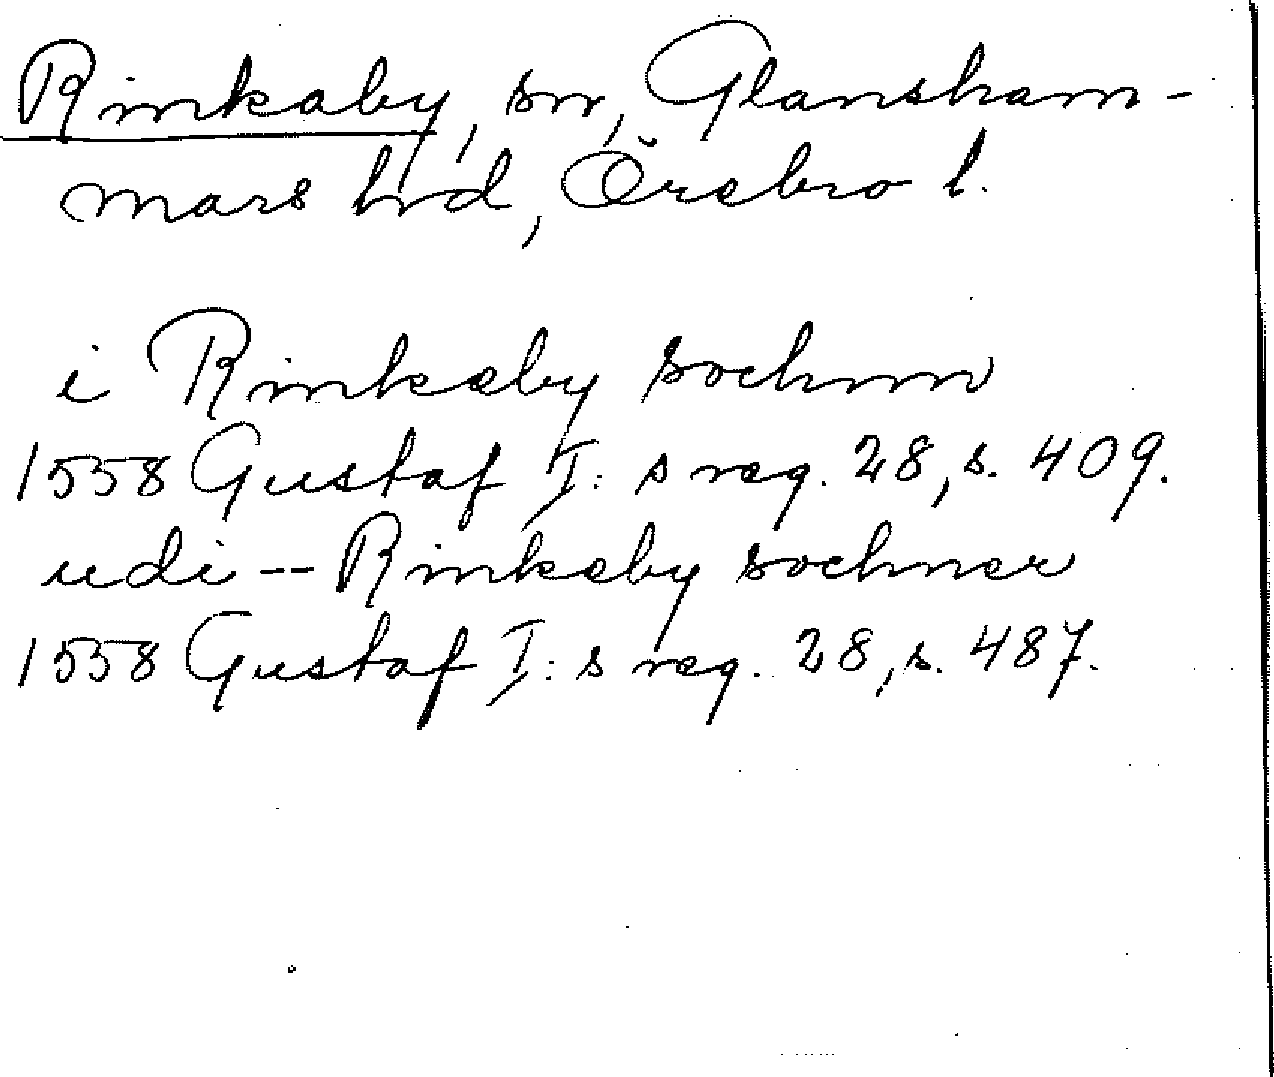 Rinkaby, sn, Glansham-
mars hrd, Örebro l.
i Rinkeby sochnn
1558 Gustaf I:s reg. 28, s. 409.
udi -- Rinkeby sochner
1558 Gustaf I:s reg. 28, s. 487.